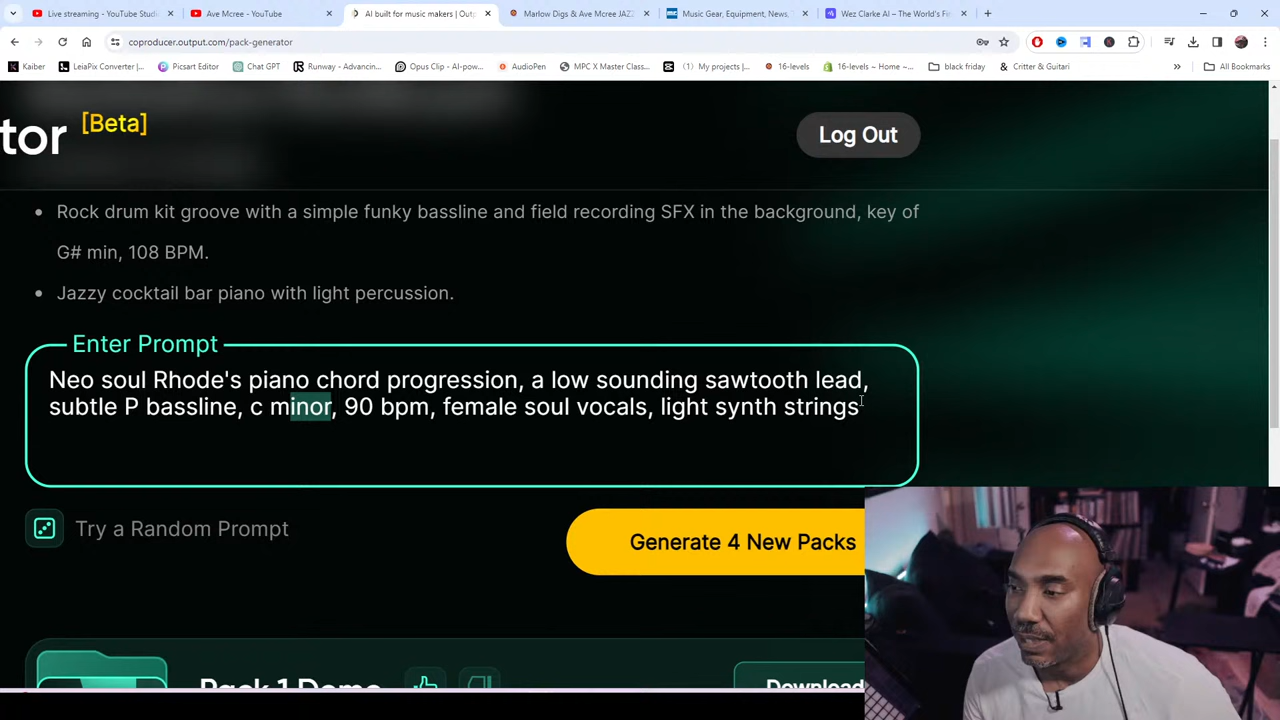 Live streaming - YouTube Studi
Ave Mcree - YouTube
AI built for music makers | Outp
Marlow Digs & Ave Mcree JAZZ
Music Gear, Equipment, News, T
Wez Clarke AI – The World's Fi
coproducer.output.com/pack-generator
Kaiber
LeiaPix Converter |...
Picsart Editor
Chat GPT
Runway - Advancin...
Opus Clip - AI-pow...
AudioPen
MPC X Master Class...
(1) My projects |...
16-levels
16-levels ~ Home ~...
black friday
Critter & Guitari
»
All Bookmarks
tor [Beta]
Log Out
Rock drum kit groove with a simple funky bassline and field recording SFX in the background, key of
G# min, 108 BPM.
Jazzy cocktail bar piano with light percussion.
Enter Prompt
Neo soul Rhode's piano chord progression, a low sounding sawtooth lead,
subtle P bassline, c minor, 90 bpm, female soul vocals, light synth strings
Try a Random Prompt
Generate 4 New Packs
Pack 1 Demo
Download